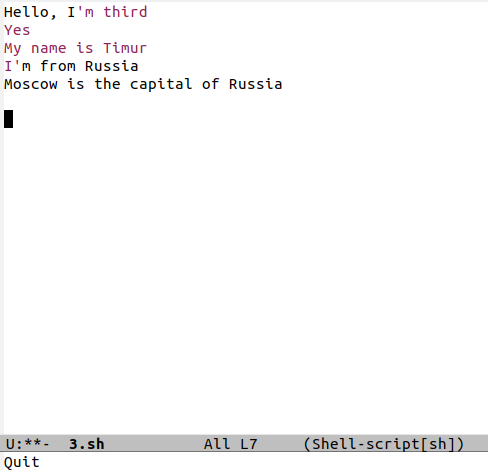 Hello, I'm third
Yes
My name is Timur
I'm from Russia
Moscow is the capital of Russia
U:**-  3.sh           All L7     (Shell-script[sh])
Quit